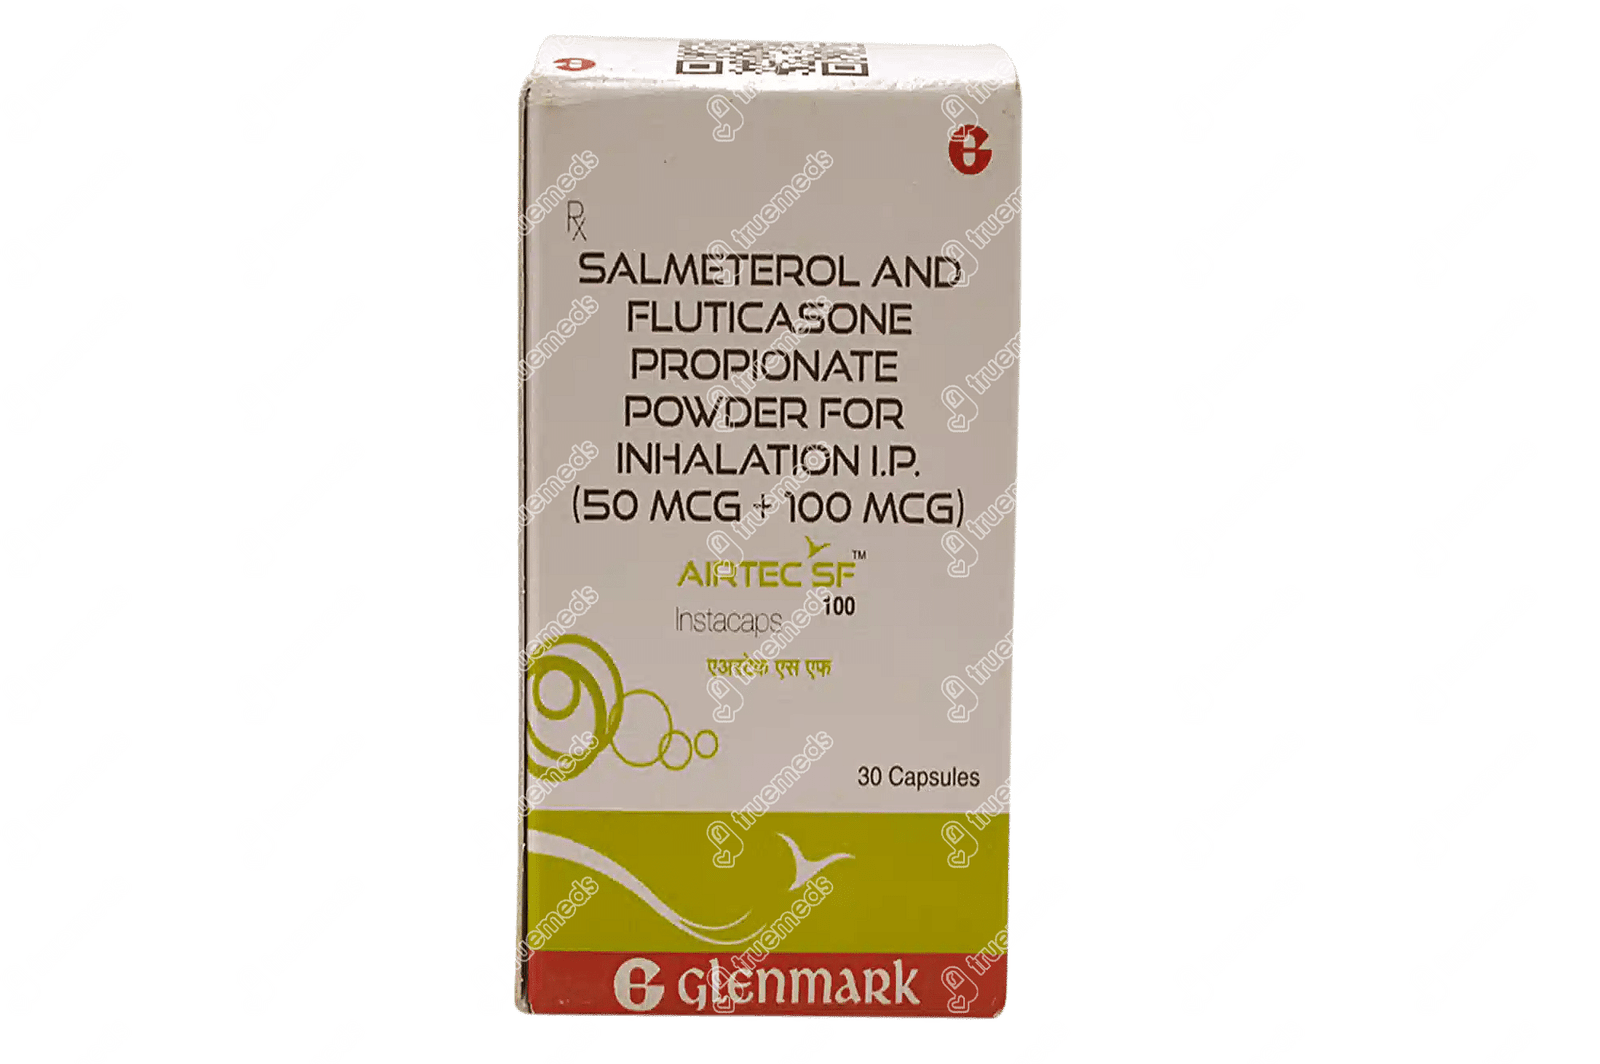 Rx
SALMETEROL AND
FLUTICASONE
PROPIONATE
POWDER FOR
INHALATION I.P.
(50 MCG + 100 MCG)
AIRTEC SF™
Instacaps 100
एअरटेक एस एफ
30 Capsules
glenmark
truemeds